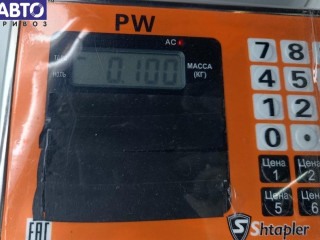 АВТО
ПРИВОЗ
PW
AC
0.100
МАССА
(КГ)
НОЛЬ
7 8
4 5
1 2
0
Цена 1
Цена 2
Цена 5
Цена 6
EAC
S Shtapler